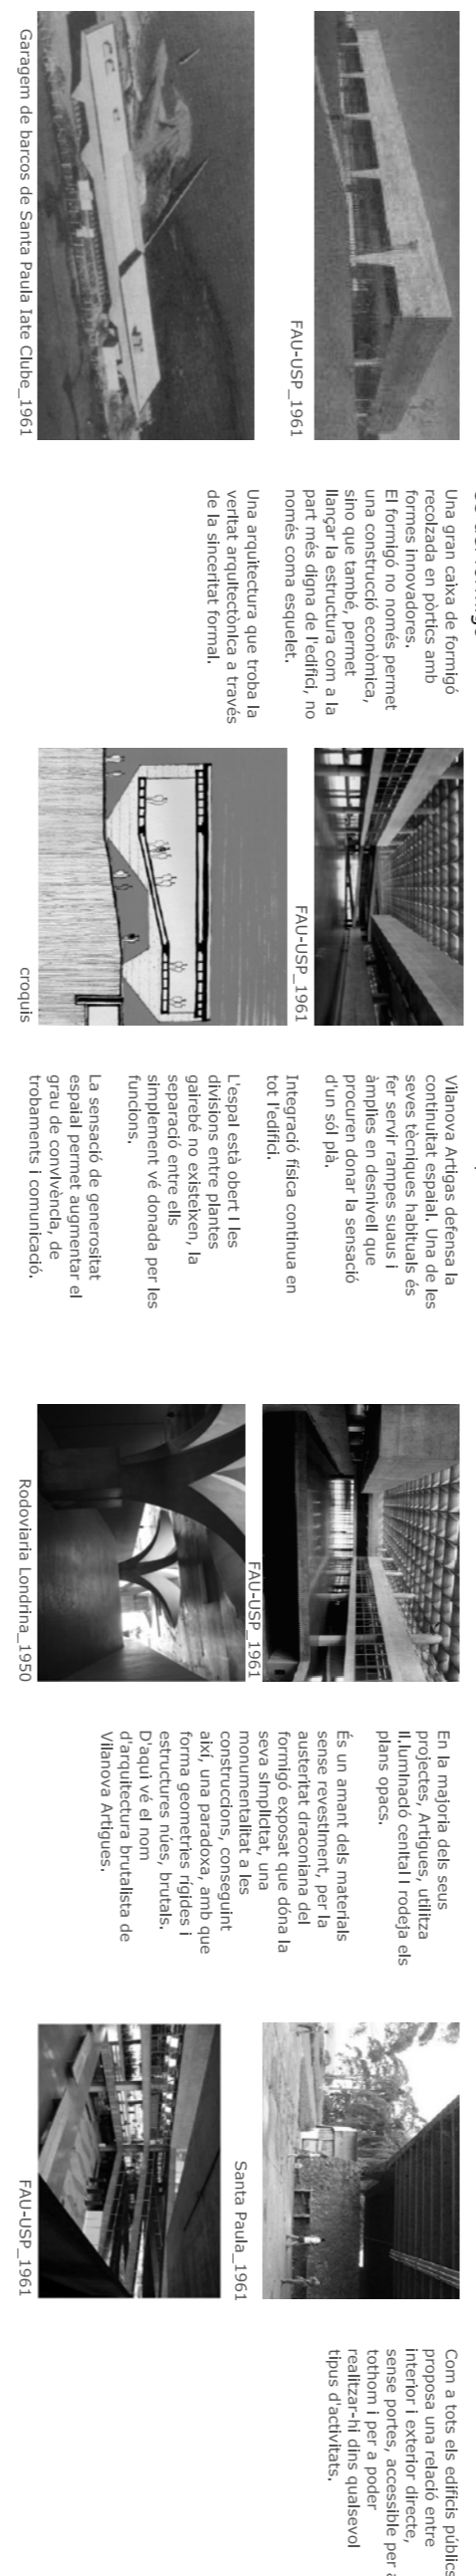 FAU-USP_1961
Garagem de barcos de Santa Paula Iate Clube_1961
Una gran caixa de formigó
recolzada en pòrtics amb
formes innovadores.
El formigó no només permet
una construcció econòmica,
sino que també, permet
llançar la estructura com a la
part més digna de l'edifici, no
només coma esquelet.
Una arquitectura que troba la
veritat arquitectònica a través
de la sinceritat formal.
FAU-USP_1961
croquis
Vilanova Artigas defensa la
continuïtat espaial. Una de les
seves tècniques habituals és
fer servir rampes suaus i
àmplies en desnivell que
procuren donar la sensació
d'un sól plà.
Integració física continua en
tot l'edifici.
L'espai està obert i les
divisions entre plantes
gairebé no existeixen, la
separació entre ells
simplement vé donada per les
funcions.
La sensació de generositat
espaial permet augmentar el
grau de convivència, de
trobaments i comunicació.
FAU-USP_1961
Rodoviaria Londrina_1950
En la majoria dels seus
projectes, Artigues, utilitza
il.luminació cenital i rodeja els
plans opacs.
És un amant dels materials
sense revestiment, per la
austeritat draconiana del
formigó exposat que dóna la
seva simplicitat, una
monumentalitat a les
construccions, conseguint
així, una paradoxa, amb que
forma geometries rígides i
estructures núes, brutals.
D'aquí vé el nom
d'arquitectura brutalista de
Vilanova Artigues.
Santa Paula_1961
FAU-USP_1961
Com a tots els edificis públics
proposa una relació entre
interior i exterior directe,
sense portes, accessible per a
tothom i per a poder
realitzar-hi dins qualsevol
tipus d'activitats.